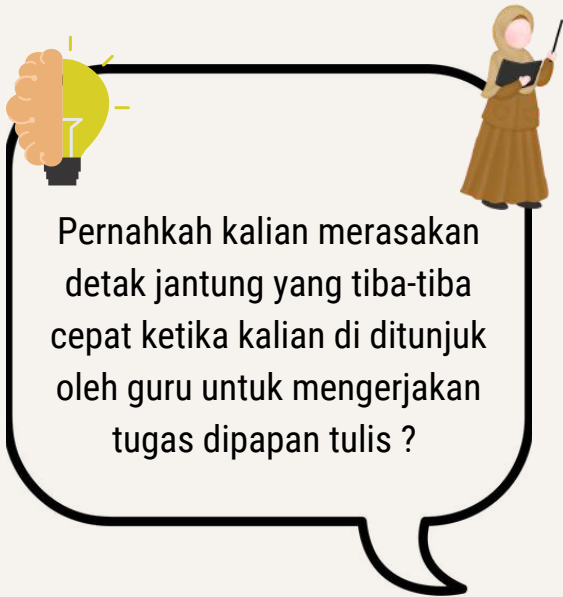 Pernahkah kalian merasakan
detak jantung yang tiba-tiba
cepat ketika kalian di ditunjuk
oleh guru untuk mengerjakan
tugas dipapan tulis ?